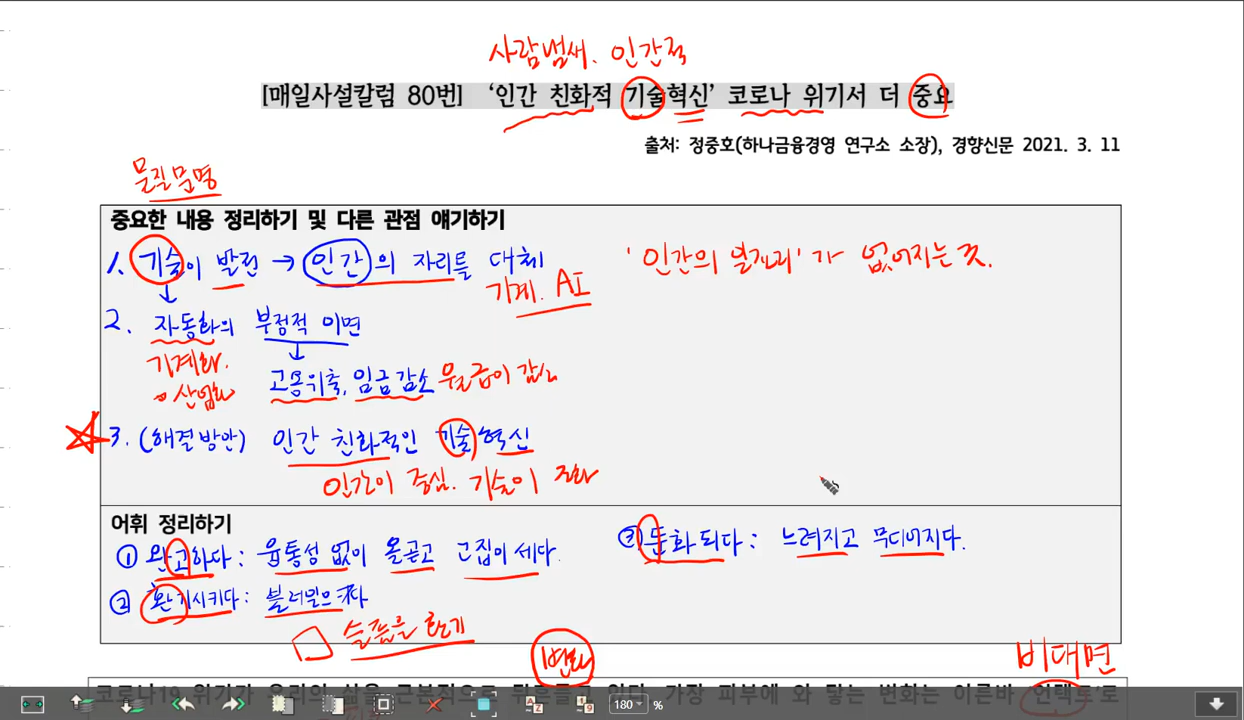 사람냄새. 인간적
[매일사설칼럼 80번] ‘인간 친화적 기술혁신’ 코로나 위기서 더 중요
출처: 정중호(하나금융경영 연구소 소장), 경향신문 2021. 3. 11
물질문명
중요한 내용 정리하기 및 다른 관점 얘기하기
1. 기술이 발전 → 인간의 자리를 대체 '인간의 일자리'가 없어지는 것.
기계. AI
2. 자동화의 부정적 이면
기계화.
고용위축, 임금감소 월급이 감소
산업화
3. (해결방안) 인간 친화적인 기술혁신
인간이 중심. 기술이 조화
어휘 정리하기
① 완고하다: 융통성 없이 올곧고 고집이 세다.
③ 둔화되다: 느려지고 무디어지다.
② 환기시키다: 불러일으키다
슬픔을 환기
변화
비대면
코로나19 위기가 우리의 삶을 근본적으로 뒤흔들고 있다. 가장 피부에 와 닿는 변화는 이른바 '언택트'로
180 %